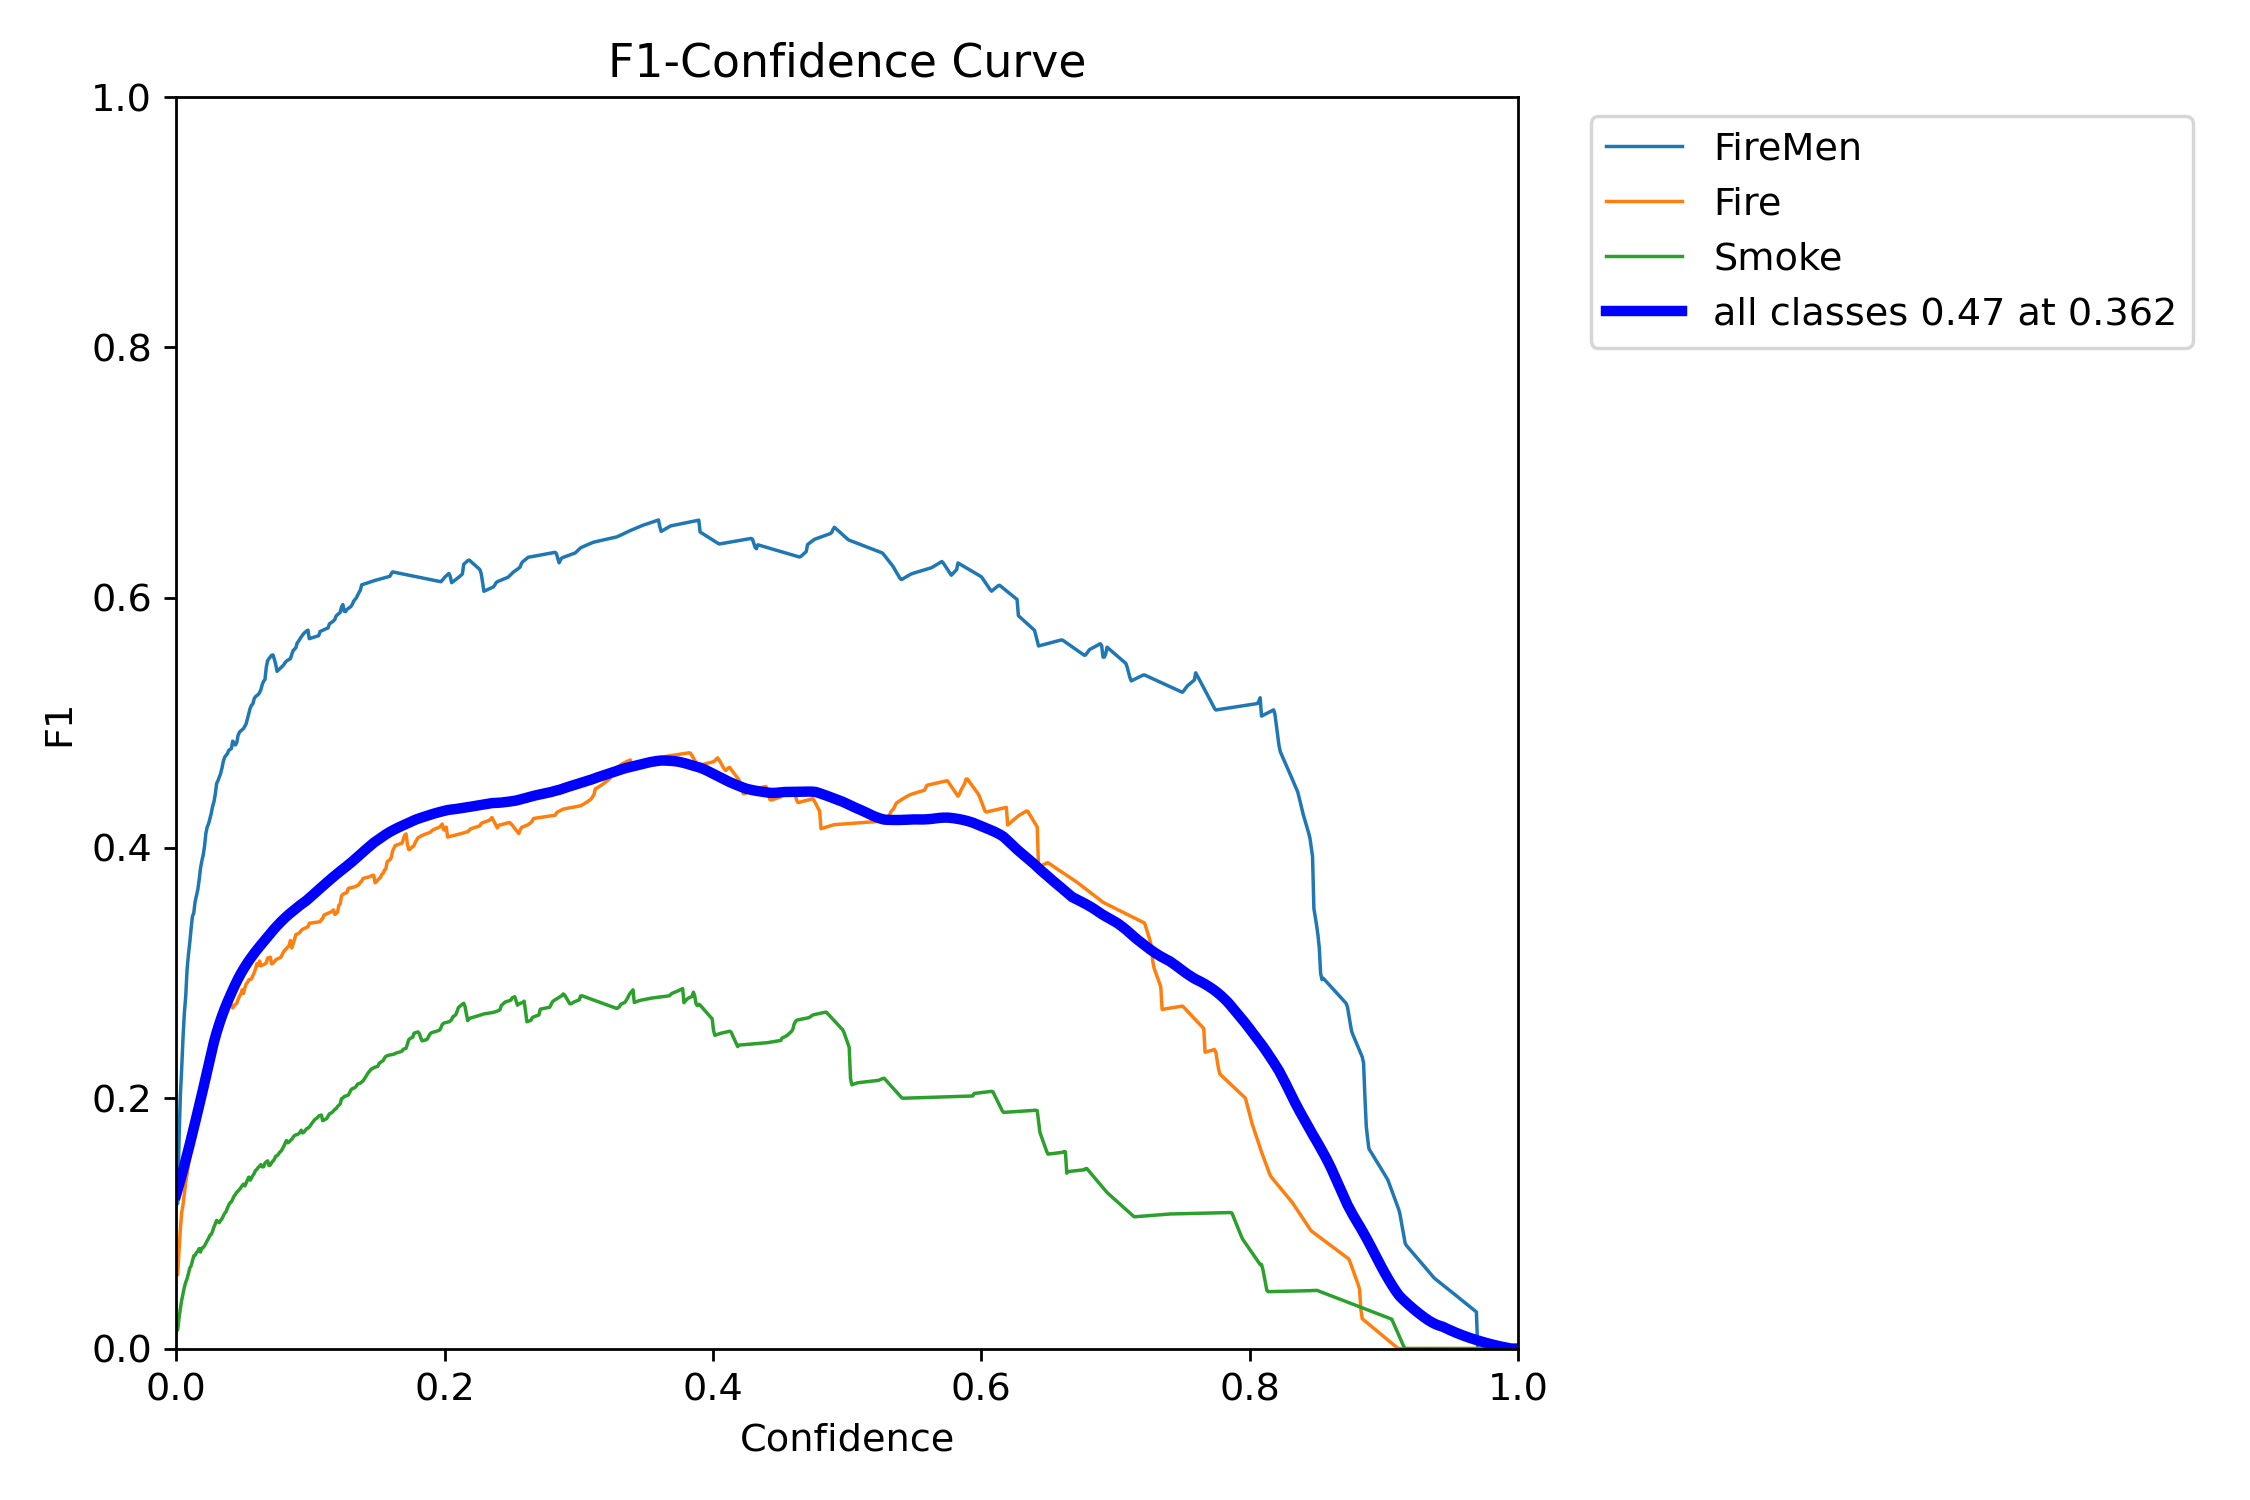 F1-Confidence Curve
1.0
0.8
0.6
0.4
0.2
0.0
F1
0.0 0.2 0.4 0.6 0.8 1.0
Confidence
FireMen
Fire
Smoke
all classes 0.47 at 0.362